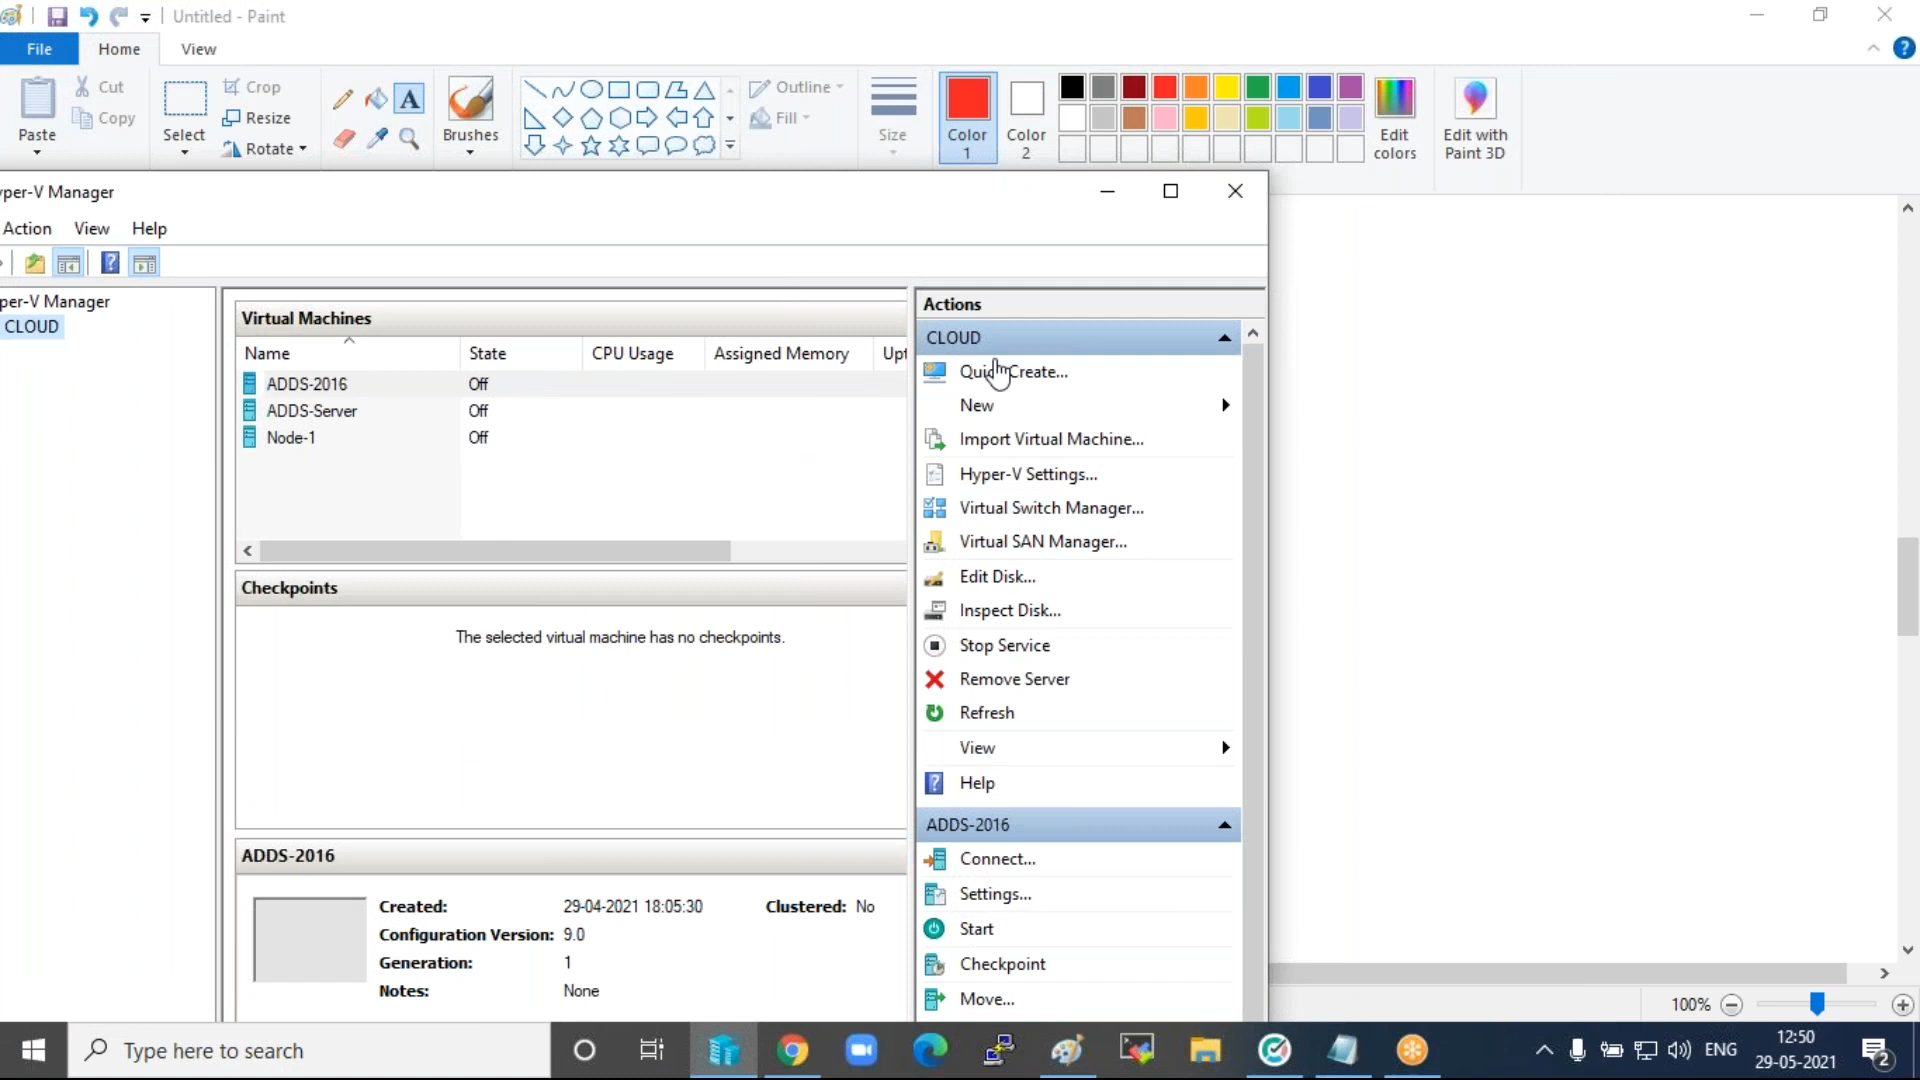 Untitled - Paint
File Home View
Paste
Cut
Copy
Select
Crop
Resize
Rotate
A
Brushes
Outline
Fill
Size
Color 1
Color 2
Edit colors
Edit with Paint 3D
yper-V Manager
Action View Help
per-V Manager
CLOUD
Virtual Machines
Name State CPU Usage Assigned Memory Upt
ADDS-2016 Off
ADDS-Server Off
Node-1 Off
Checkpoints
The selected virtual machine has no checkpoints.
ADDS-2016
Created: 29-04-2021 18:05:30 Clustered: No
Configuration Version: 9.0
Generation: 1
Notes: None
Actions
CLOUD
Quick Create...
New
Import Virtual Machine...
Hyper-V Settings...
Virtual Switch Manager...
Virtual SAN Manager...
Edit Disk...
Inspect Disk...
Stop Service
Remove Server
Refresh
View
Help
ADDS-2016
Connect...
Settings...
Start
Checkpoint
Move...
100%
Type here to search
ENG
12:50
29-05-2021
2